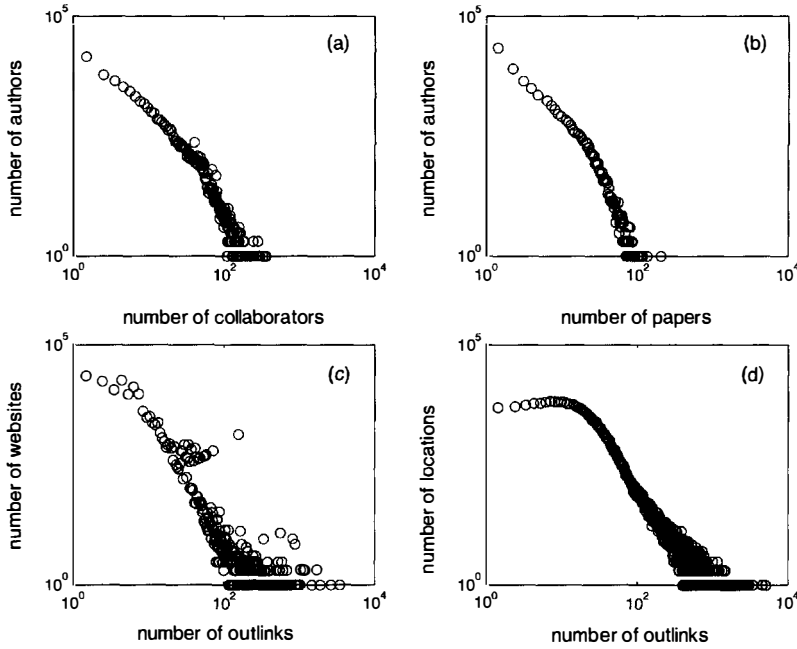 10^5
(a)
number of authors
10^0
10^0
10^2
10^4
number of collaborators
10^5
(b)
number of authors
10^0
10^0
10^2
10^4
number of papers
10^5
(c)
number of websites
10^0
10^0
10^2
10^4
number of outlinks
10^5
(d)
number of locations
10^0
10^0
10^2
10^4
number of outlinks